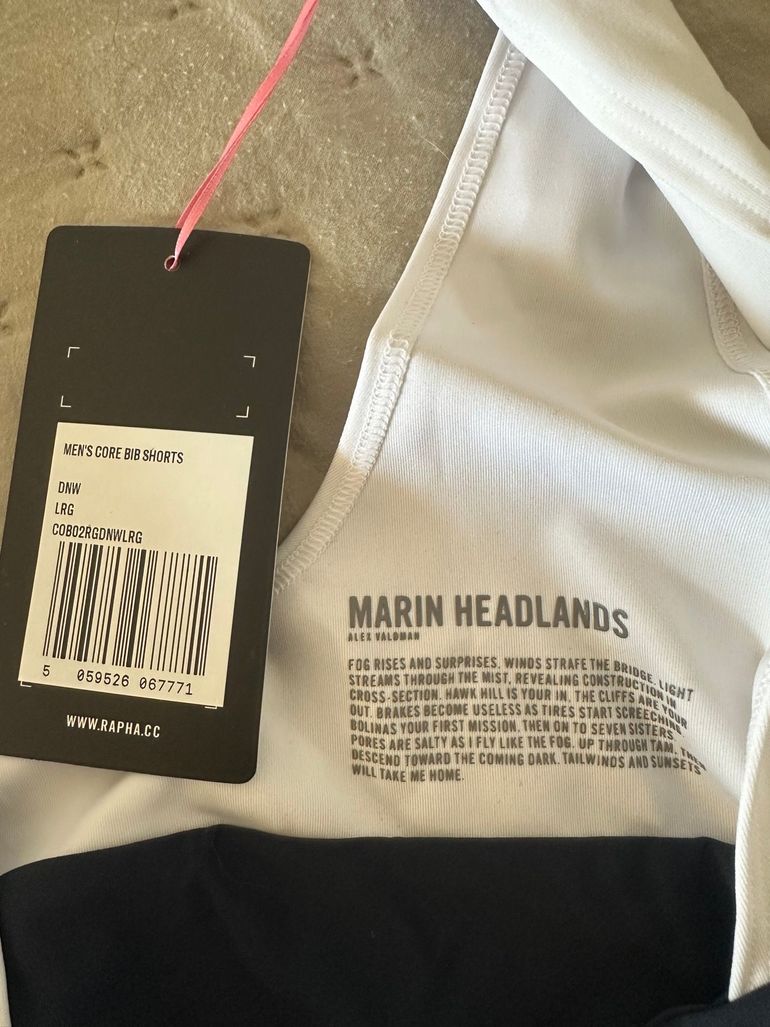 MEN'S CORE BIB SHORTS
DNW
LRG
COB02RGDNWLRG
5 059526 067771
WWW.RAPHA.CC
MARIN HEADLANDS
ALEX VALDMAN
FOG RISES AND SURPRISES. WINDS STRAFE THE BRIDGE. LIGHT
STREAMS THROUGH THE MIST, REVEALING CONSTRUCTION IN
CROSS-SECTION. HAWK HILL IS YOUR IN, THE CLIFFS ARE YOUR
OUT. BRAKES BECOME USELESS AS TIRES START SCREECHING
BOLINAS YOUR FIRST MISSION. THEN ON TO SEVEN SISTERS
PORES ARE SALTY AS I FLY LIKE THE FOG. UP THROUGH TAM, THEN
DESCEND TOWARD THE COMING DARK. TAILWINDS AND SUNSETS
WILL TAKE ME HOME.